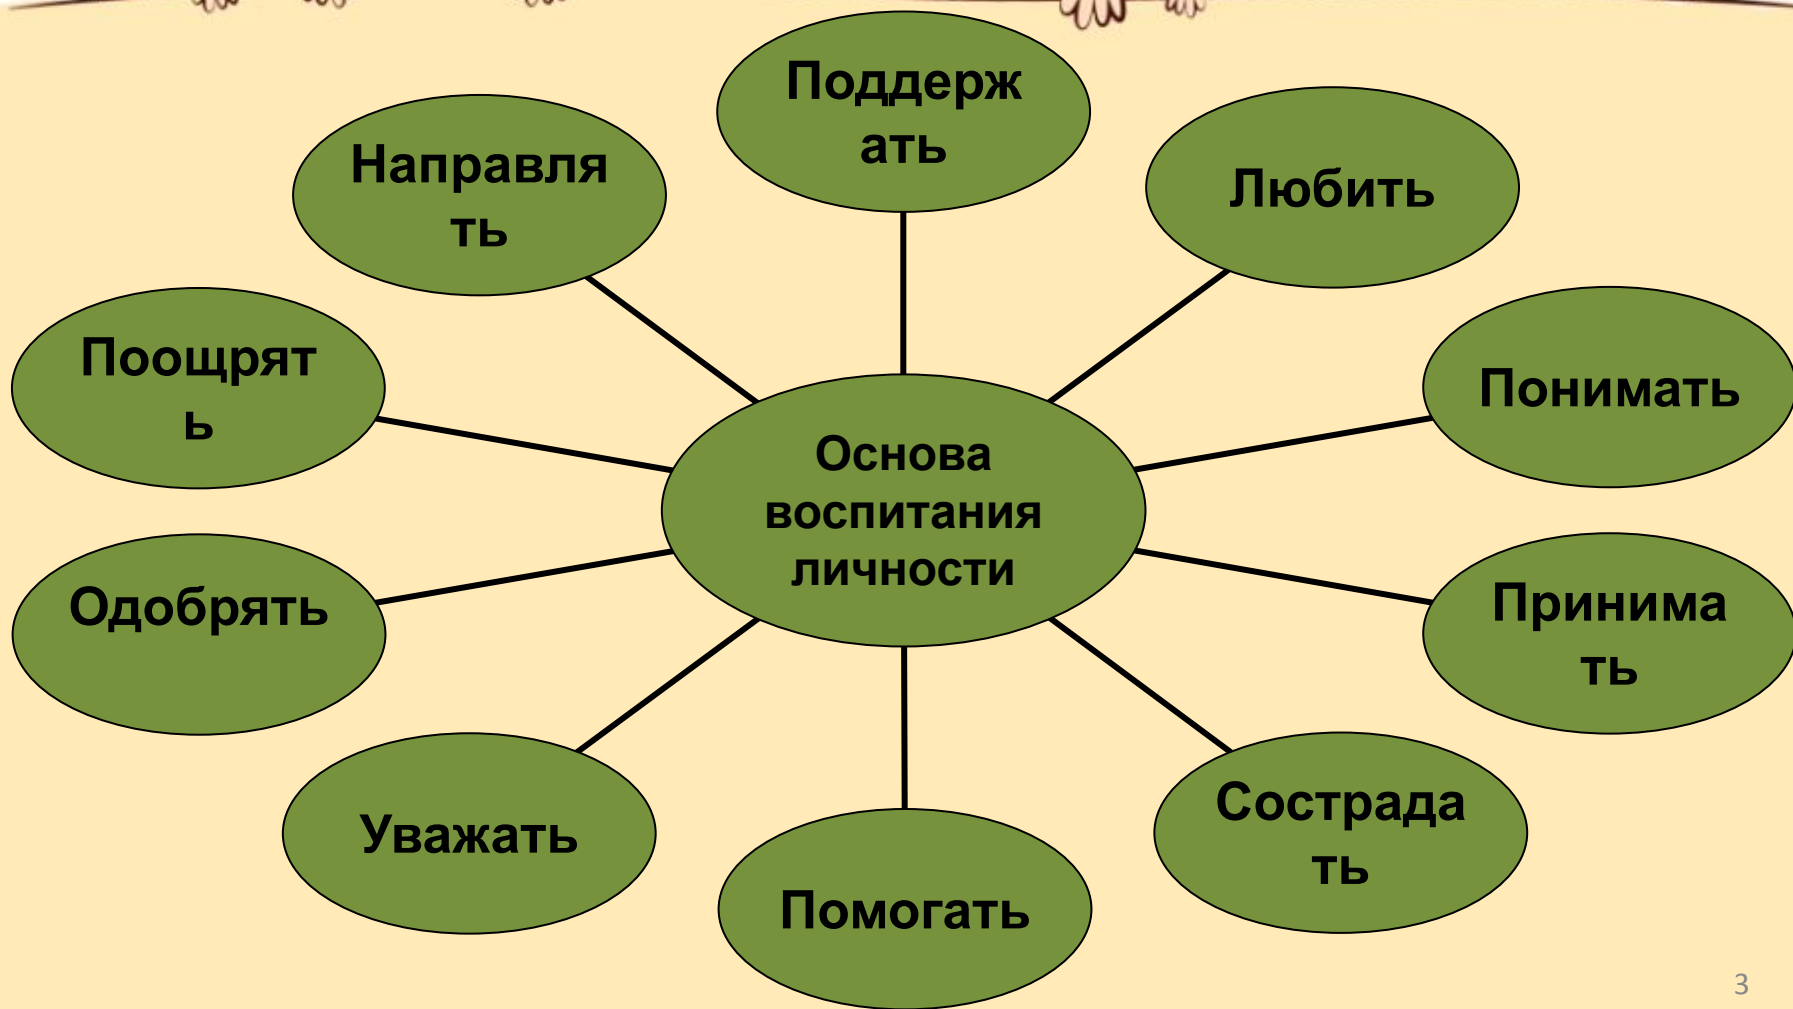 Поддерж
ать
Направля
ть
Любить
Поощрят
ь
Понимать
Основа
воспитания
личности
Одобрять
Принима
ть
Уважать
Сострада
ть
Помогать
3